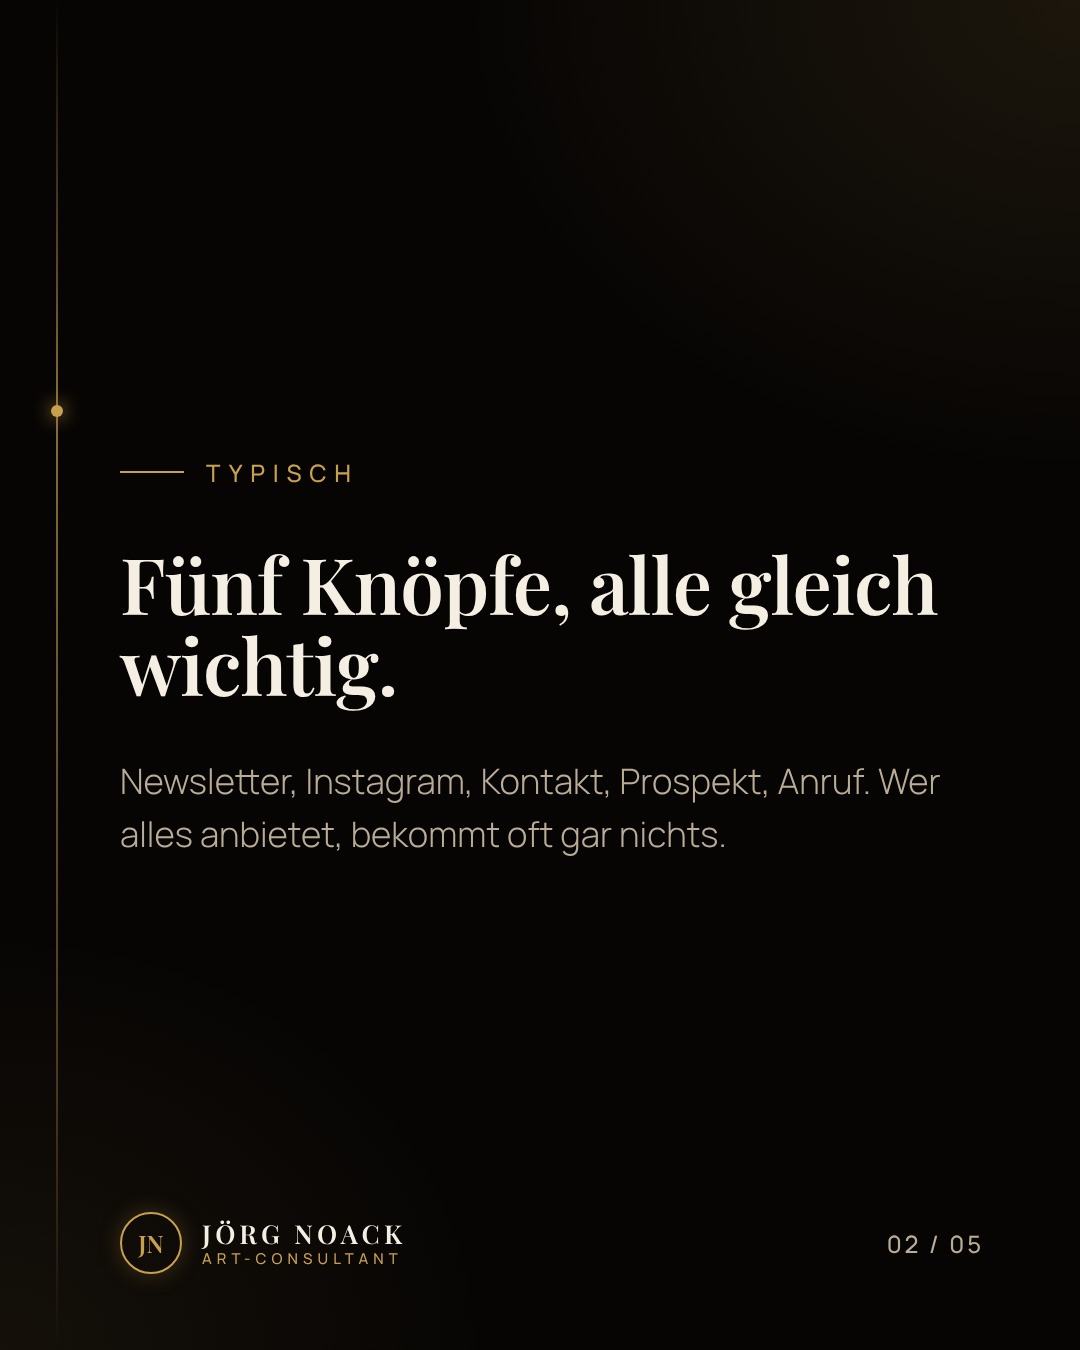 TYPISCH
Fünf Knöpfe, alle gleich
wichtig.
Newsletter, Instagram, Kontakt, Prospekt, Anruf. Wer
alles anbietet, bekommt oft gar nichts.
JN
JÖRG NOACK
ART-CONSULTANT
02 / 05